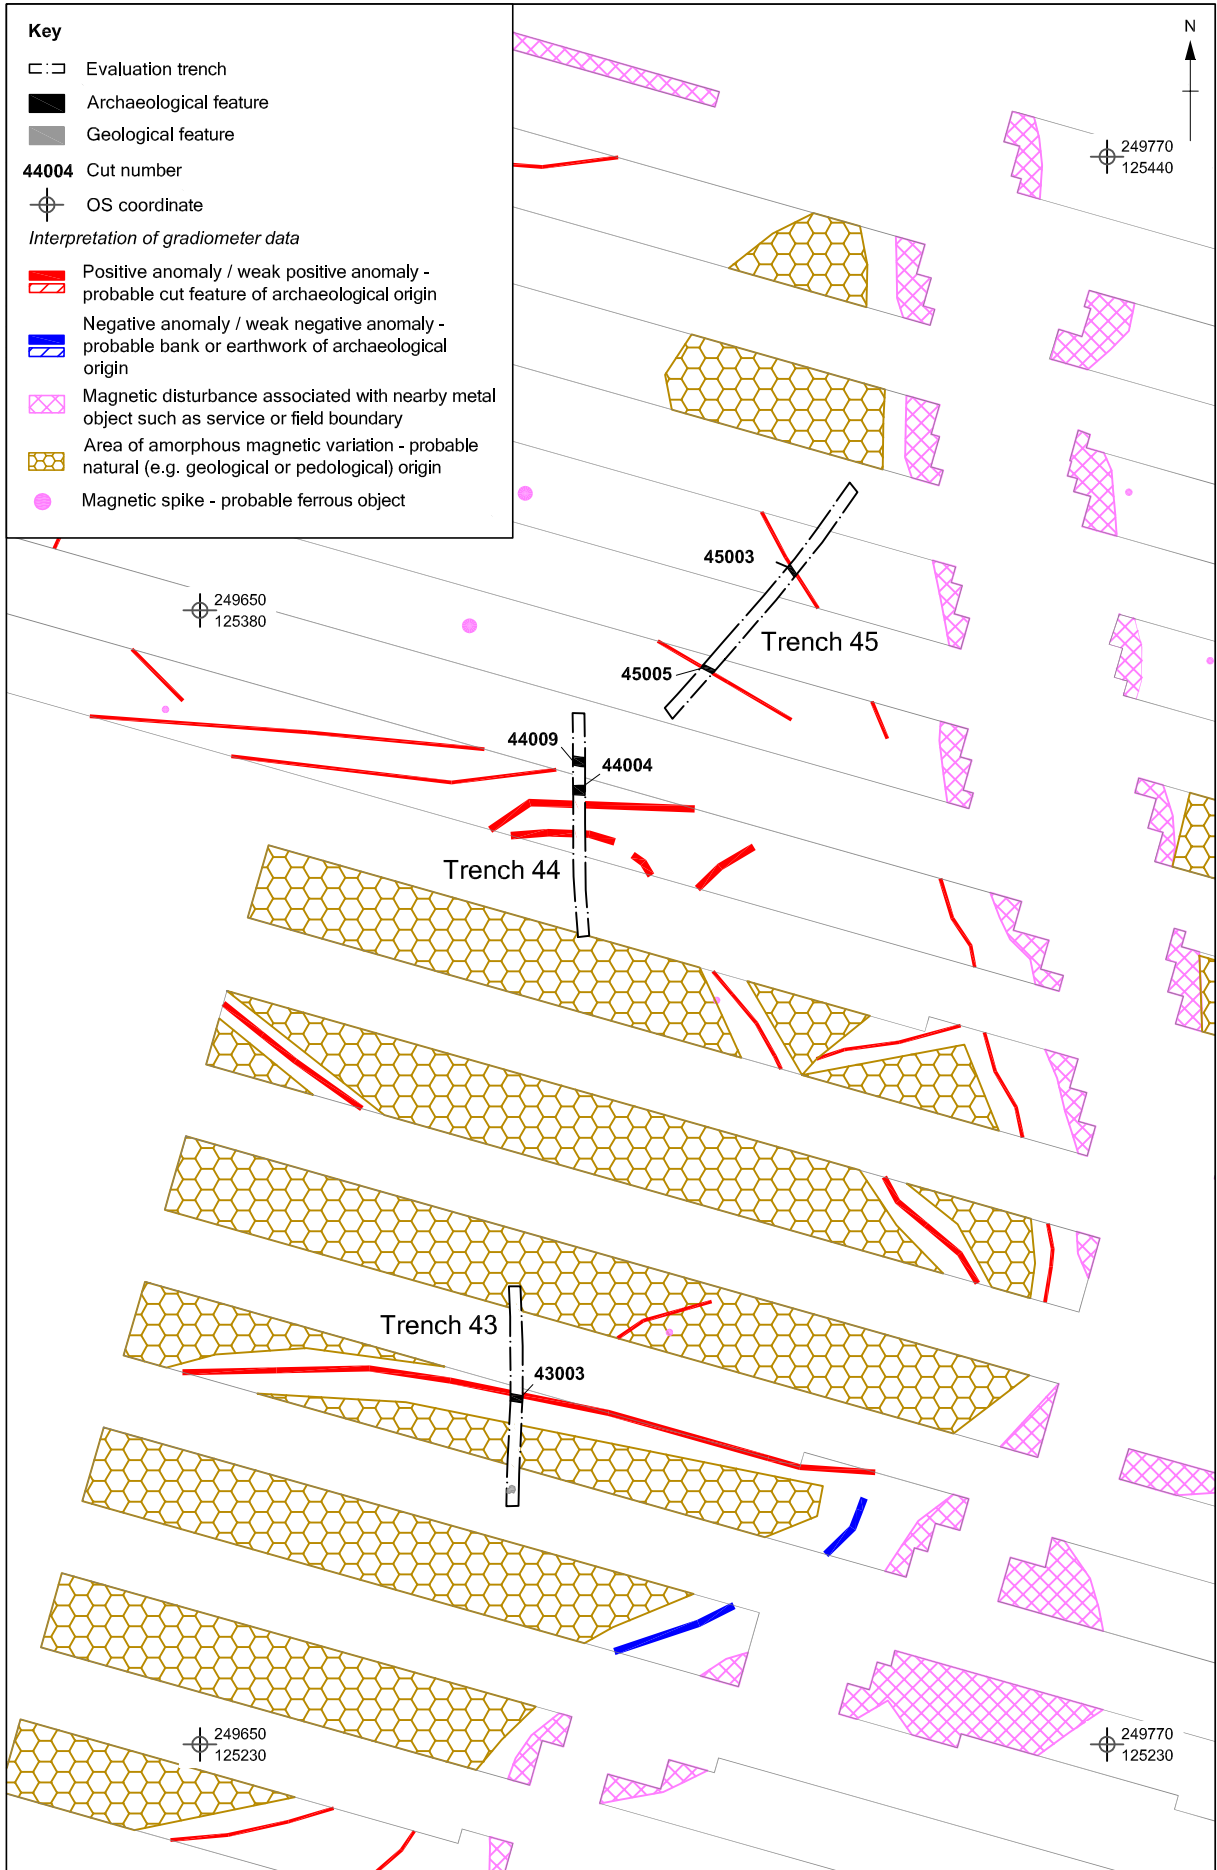 Key
Evaluation trench
Archaeological feature
Geological feature
44004 Cut number
OS coordinate
Interpretation of gradiometer data
Positive anomaly / weak positive anomaly -
probable cut feature of archaeological origin
Negative anomaly / weak negative anomaly -
probable bank or earthwork of archaeological
origin
Magnetic disturbance associated with nearby metal
object such as service or field boundary
Area of amorphous magnetic variation - probable
natural (e.g. geological or pedological) origin
Magnetic spike - probable ferrous object
N
249770
125440
45003
249650
125380
Trench 45
45005
44009
44004
Trench 44
Trench 43
43003
249650
125230
249770
125230